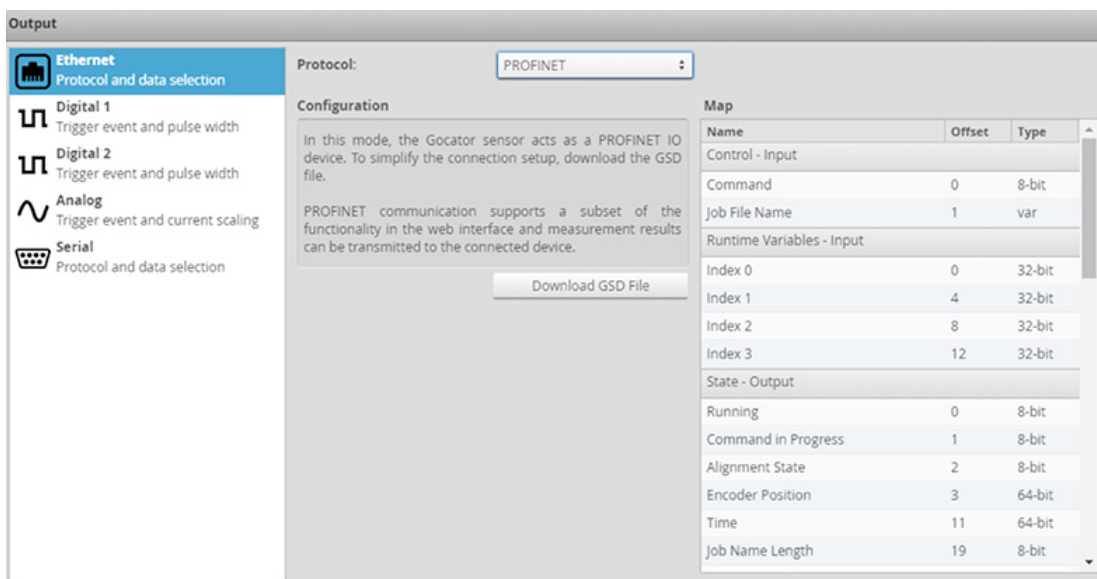 Output
Ethernet
Protocol and data selection
Digital 1
Trigger event and pulse width
Digital 2
Trigger event and pulse width
Analog
Trigger event and current scaling
Serial
Protocol and data selection
Protocol: PROFINET
Configuration
In this mode, the Gocator sensor acts as a PROFINET IO
device. To simplify the connection setup, download the GSD
file.
PROFINET communication supports a subset of the
functionality in the web interface and measurement results
can be transmitted to the connected device.
Download GSD File
Map
Name Offset Type
Control - Input
Command 0 8-bit
Job File Name 1 var
Runtime Variables - Input
Index 0 0 32-bit
Index 1 4 32-bit
Index 2 8 32-bit
Index 3 12 32-bit
State - Output
Running 0 8-bit
Command in Progress 1 8-bit
Alignment State 2 8-bit
Encoder Position 3 64-bit
Time 11 64-bit
Job Name Length 19 8-bit